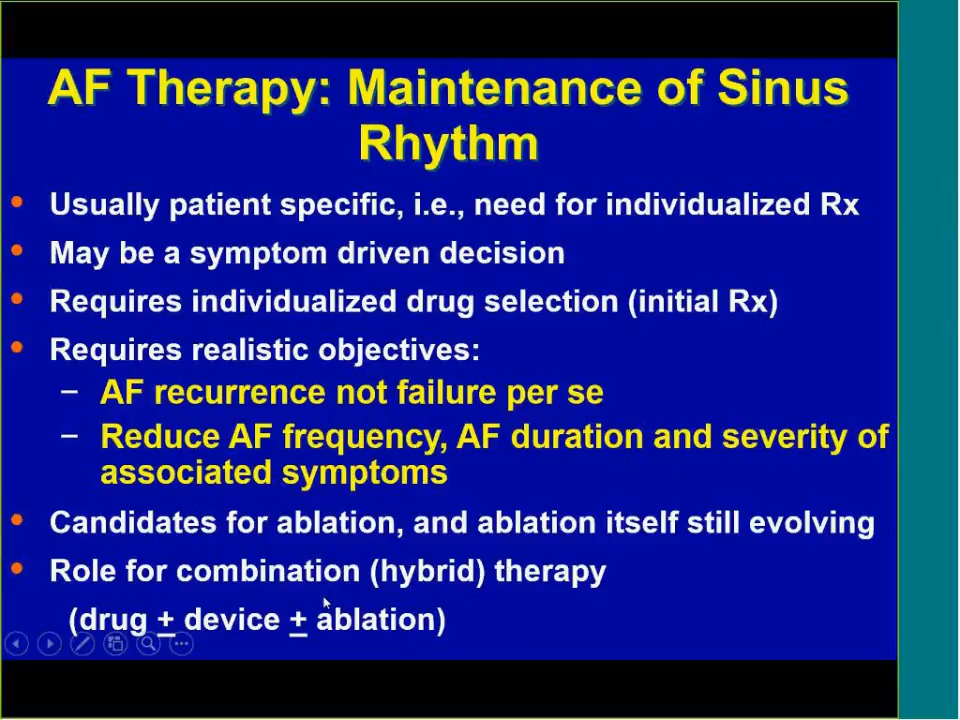 AF Therapy: Maintenance of Sinus
Rhythm
• Usually patient specific, i.e., need for individualized Rx
• May be a symptom driven decision
• Requires individualized drug selection (initial Rx)
• Requires realistic objectives:
– AF recurrence not failure per se
– Reduce AF frequency, AF duration and severity of
associated symptoms
• Candidates for ablation, and ablation itself still evolving
• Role for combination (hybrid) therapy
(drug ± device ± ablation)